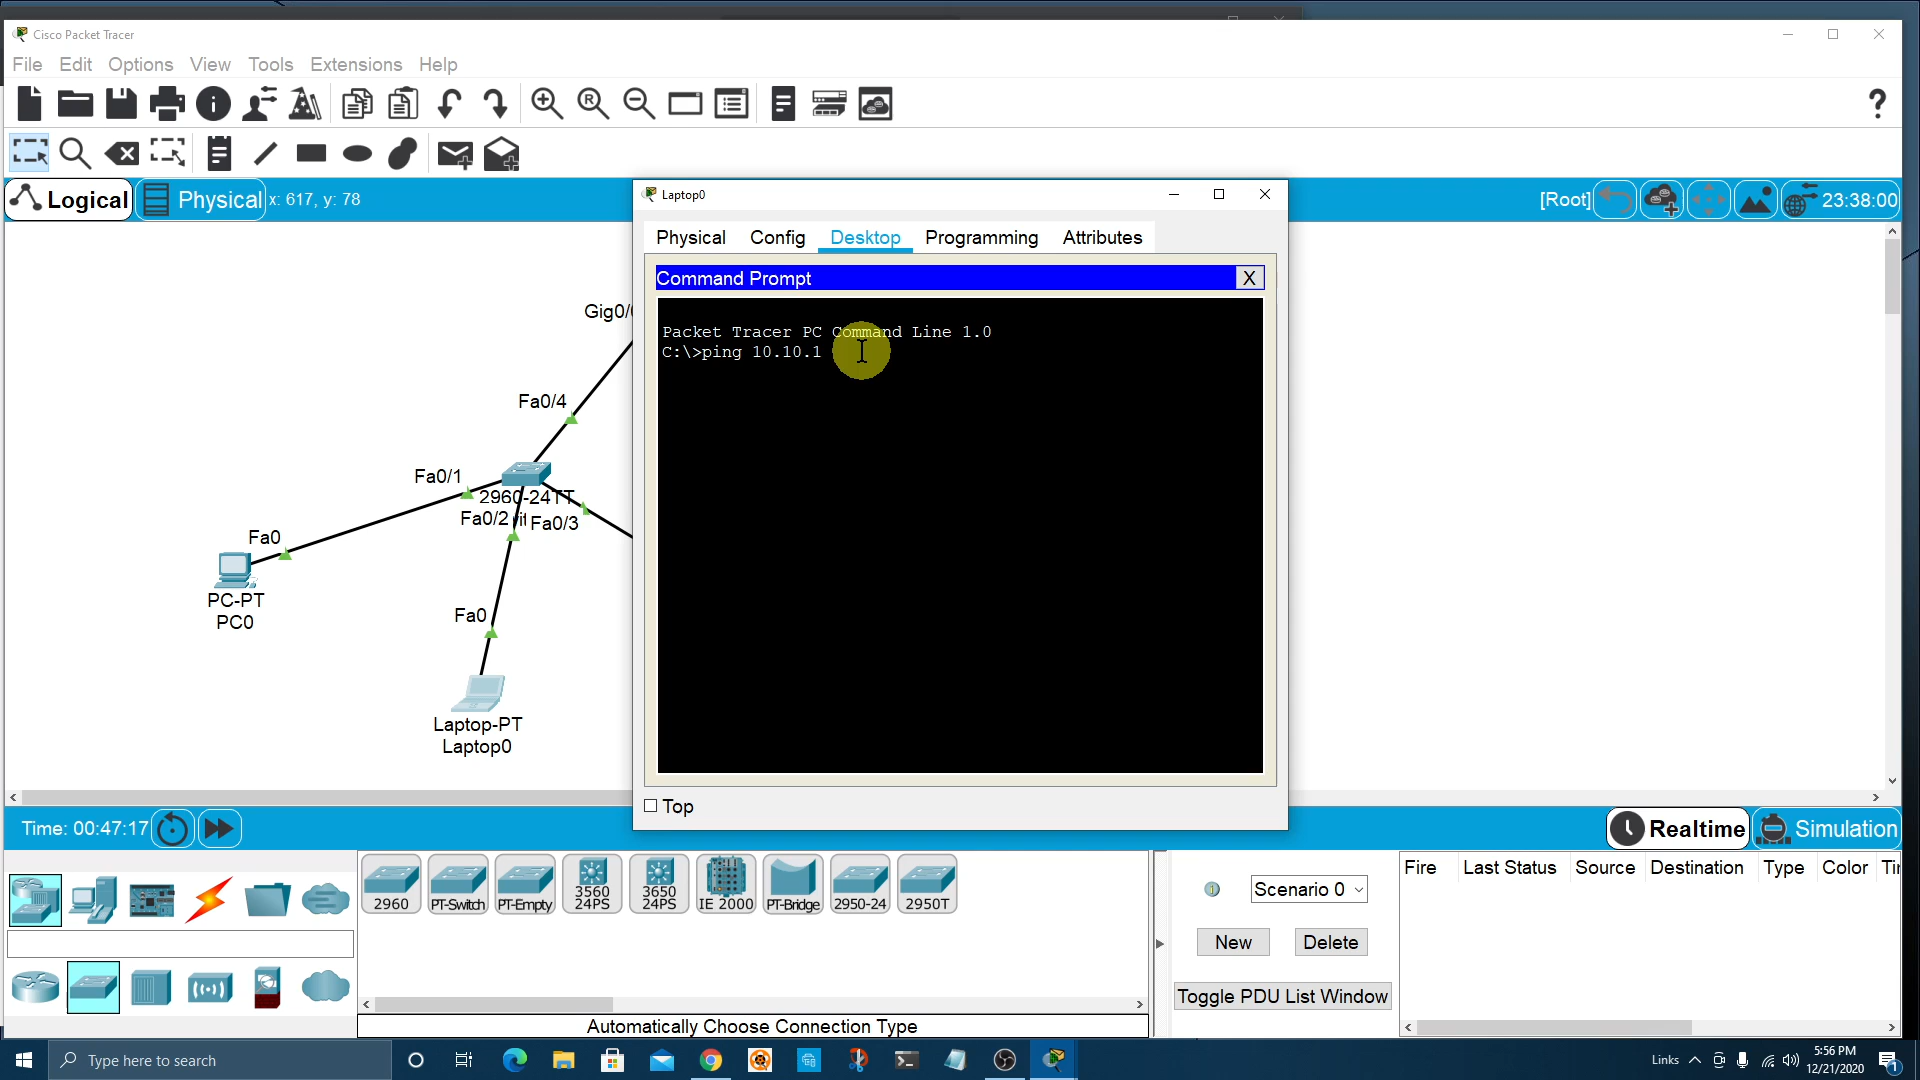 Cisco Packet Tracer
File Edit Options View Tools Extensions Help
Logical
Physical
x: 617, y: 78
[Root]
23:38:00
Laptop0
Physical Config Desktop Programming Attributes
Command Prompt
X
Packet Tracer PC Command Line 1.0
C:\>ping 10.10.1
Top
Gig0/
Fa0/4
Fa0/1
2960-24TT
Fa0/2
Fa0/3
Fa0
PC-PT
PC0
Fa0
Laptop-PT
Laptop0
Time: 00:47:17
Realtime
Simulation
2960
PT-Switch
PT-Empty
3560
24PS
3650
24PS
IE 2000
PT-Bridge
2950-24
2950T
Automatically Choose Connection Type
Scenario 0
New
Delete
Toggle PDU List Window
Fire Last Status Source Destination Type Color
Type here to search
Links
5:56 PM
12/21/2020
1